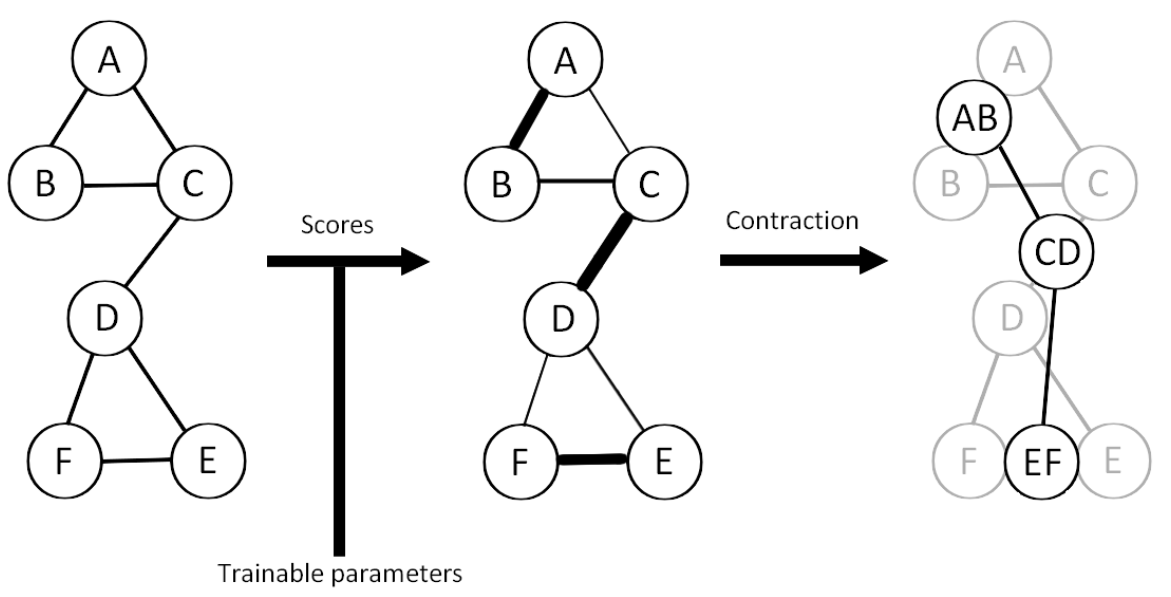 A
B
C
D
F
E
Scores
Trainable parameters
A
B
C
D
F
E
Contraction
A
AB
B
C
CD
D
F
EF
E